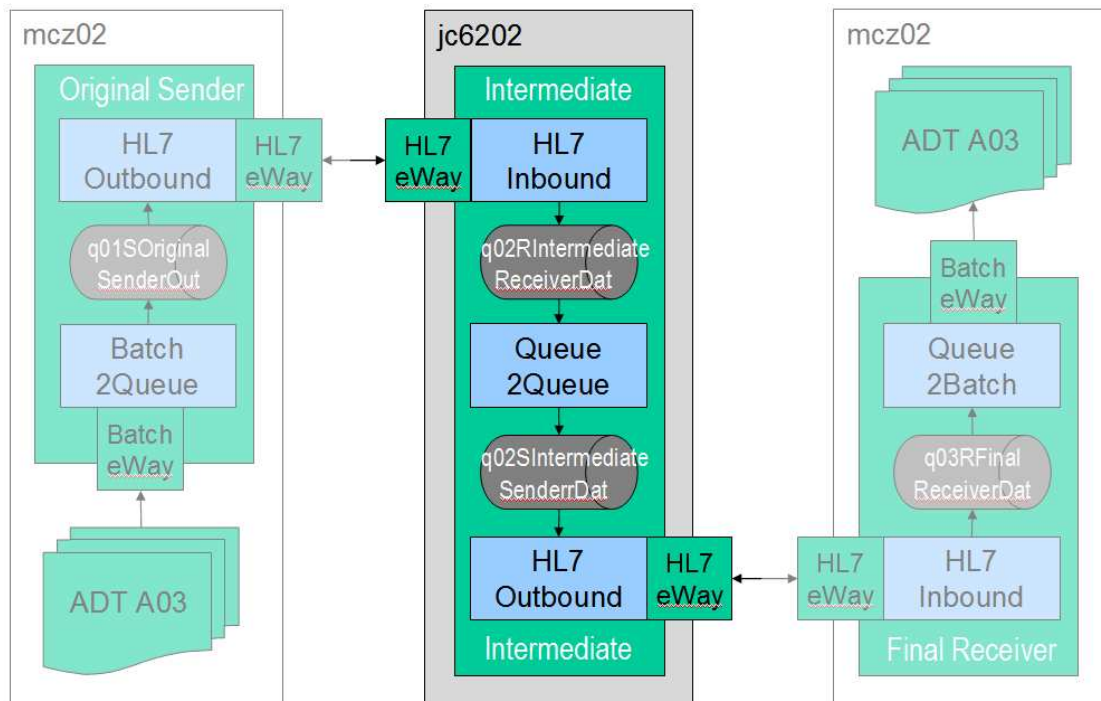 mcz02
Original Sender
HL7
Outbound
HL7
eWay
q01SOriginal
SenderOut
Batch
2Queue
Batch
eWay
ADT A03
jc6202
Intermediate
HL7
eWay
HL7
Inbound
q02RIntermediate
ReceiverDat
Queue
2Queue
q02SIntermediate
SenderrDat
HL7
Outbound
HL7
eWay
Intermediate
mcz02
ADT A03
Batch
eWay
Queue
2Batch
q03RFinal
ReceiverDat
HL7
eWay
HL7
Inbound
Final Receiver